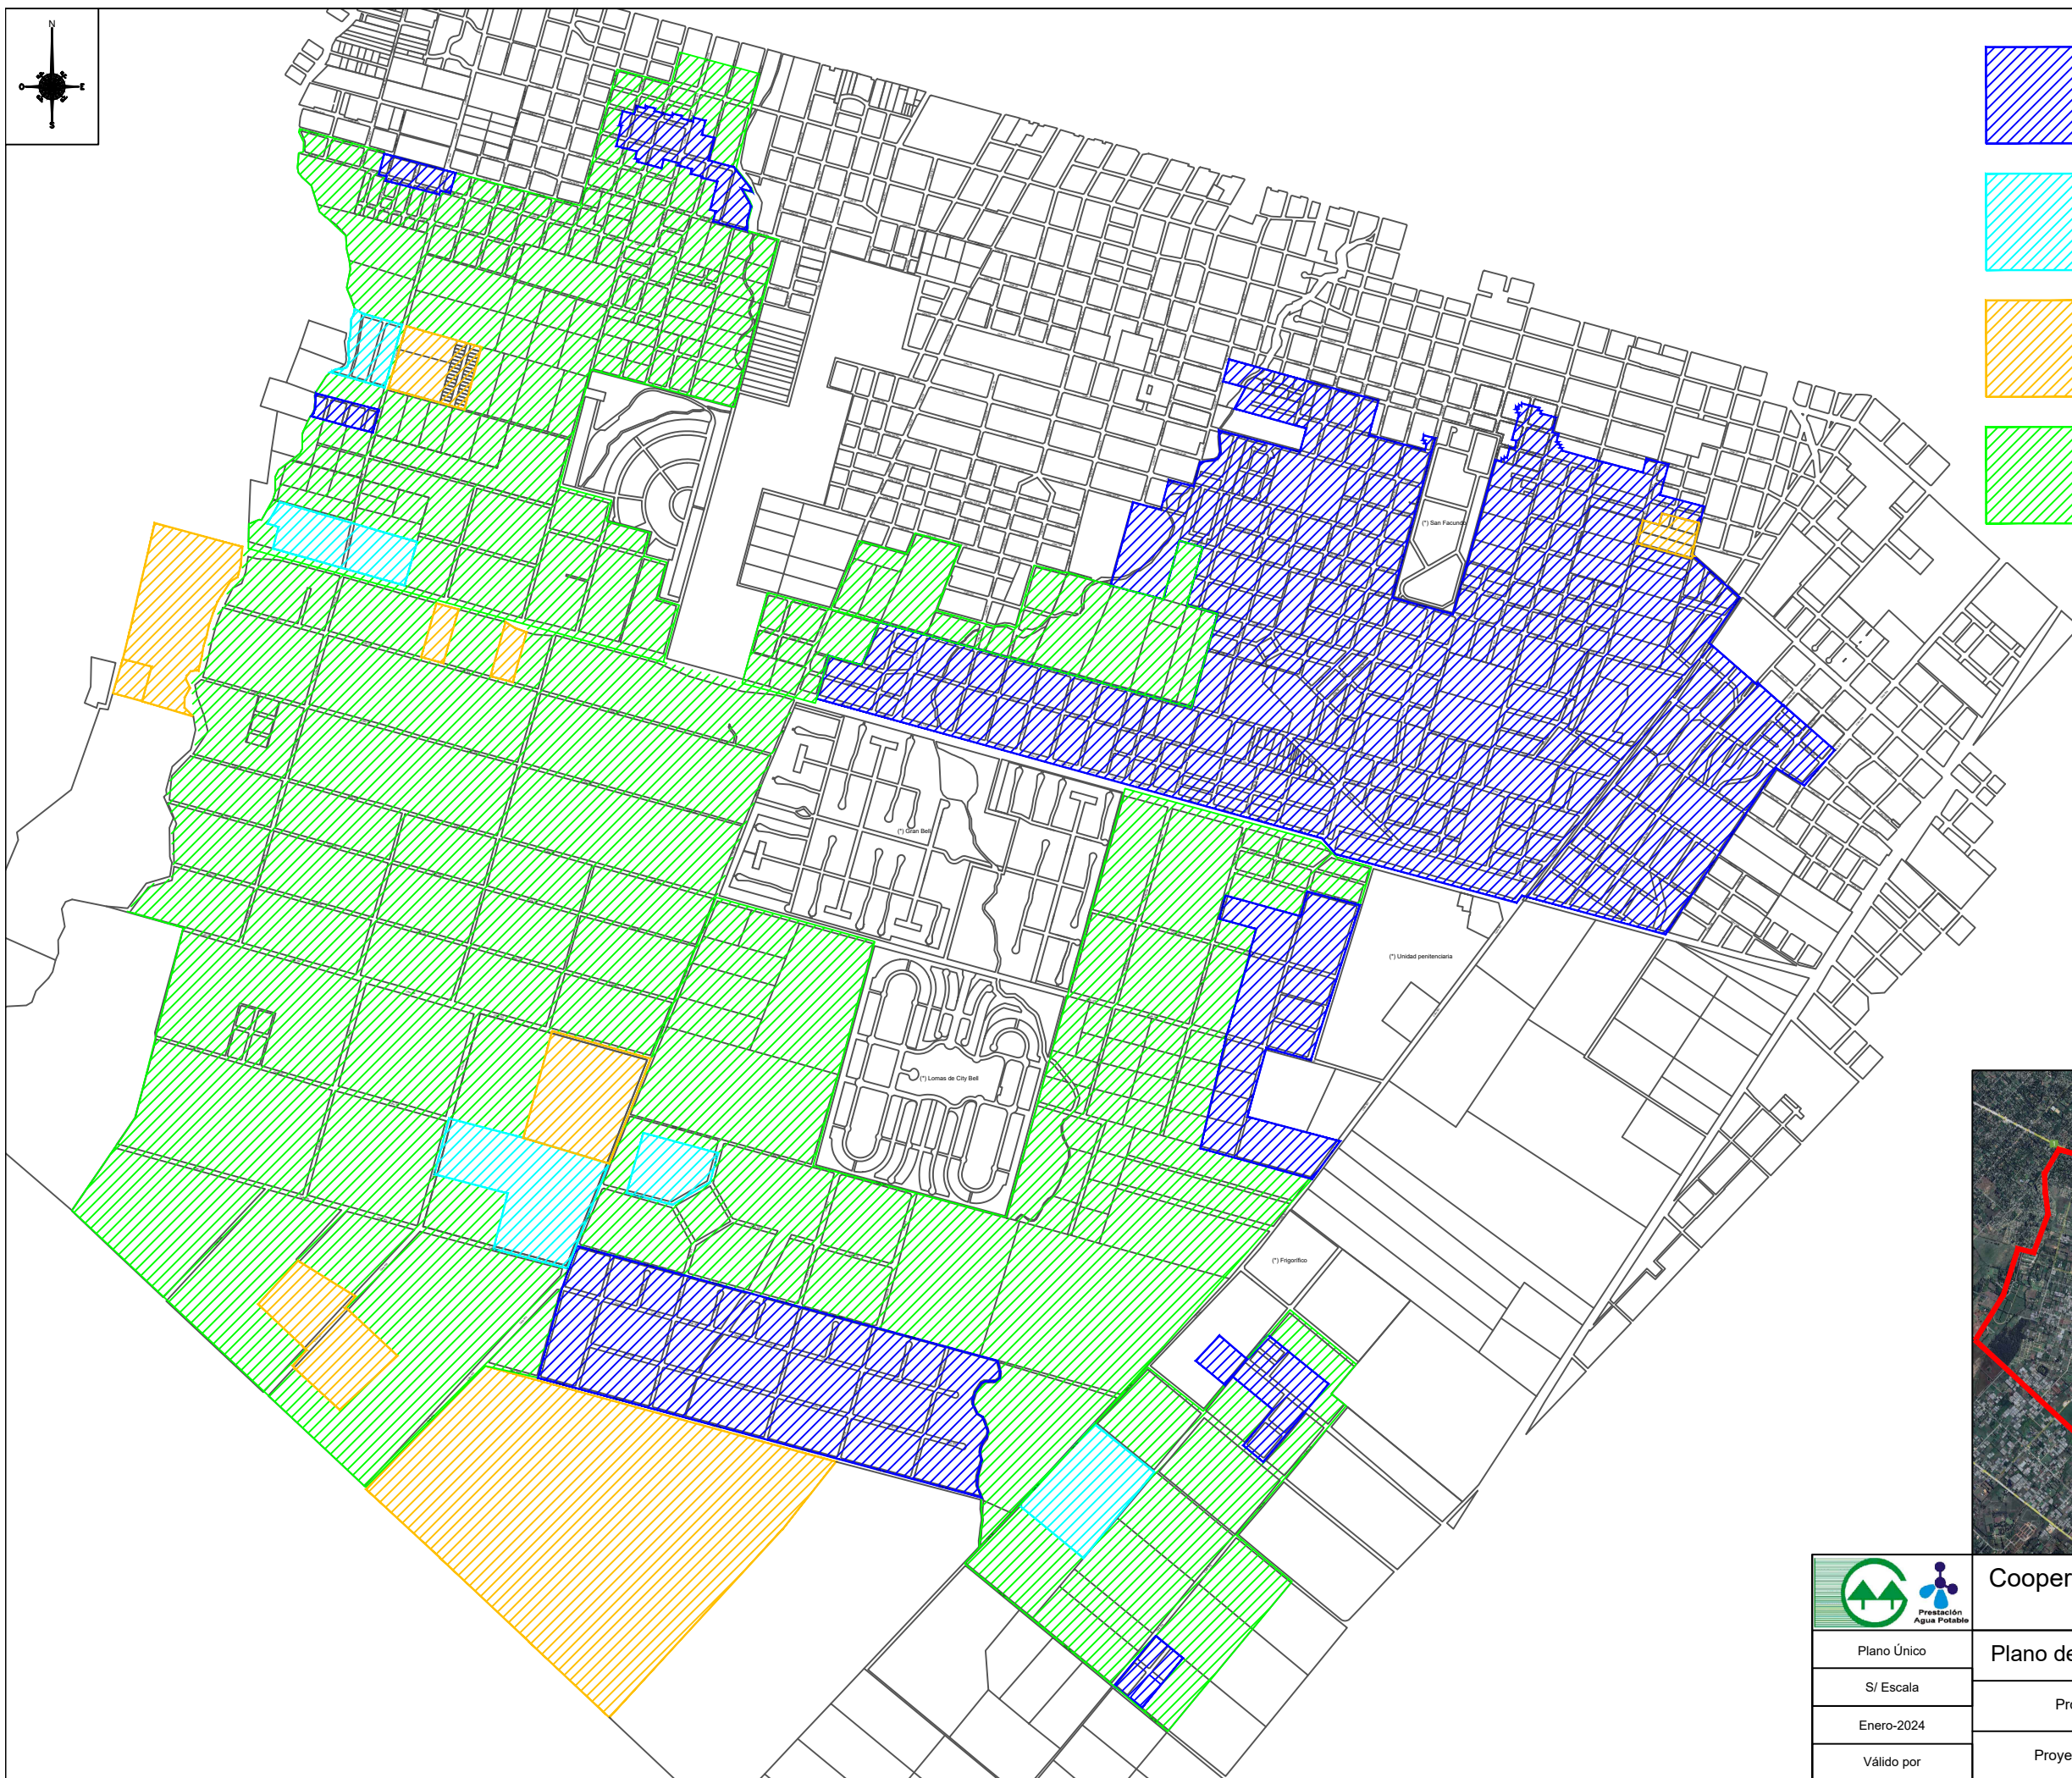 N
O
E
S
(*) San Facundo
(*) Gran Bell
(*) Unidad penitenciaria
(*) Lomas de City Bell
(*) Frigorífico
Prestación
Agua Potable
Cooper
Plano Único
Plano de
S/ Escala
Pro
Enero-2024
Proye
Válido por